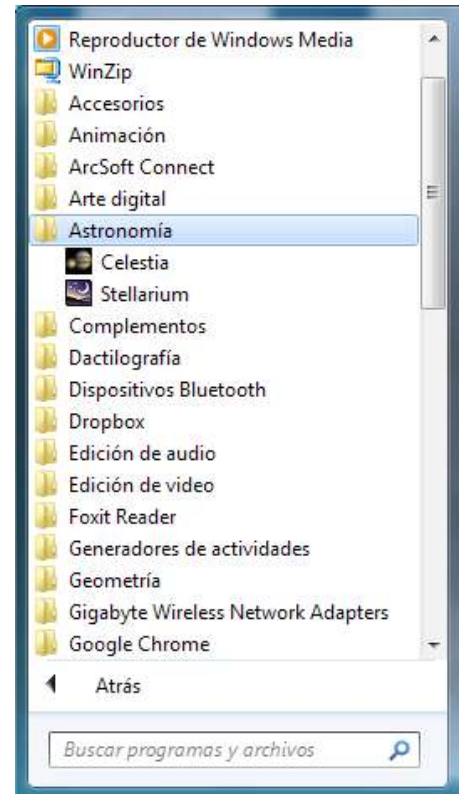 Reproductor de Windows Media
WinZip
Accesorios
Animación
ArcSoft Connect
Arte digital
Astronomía
Celestia
Stellarium
Complementos
Dactilografía
Dispositivos Bluetooth
Dropbox
Edición de audio
Edición de video
Foxit Reader
Generadores de actividades
Geometría
Gigabyte Wireless Network Adapters
Google Chrome
Atrás
Buscar programas y archivos